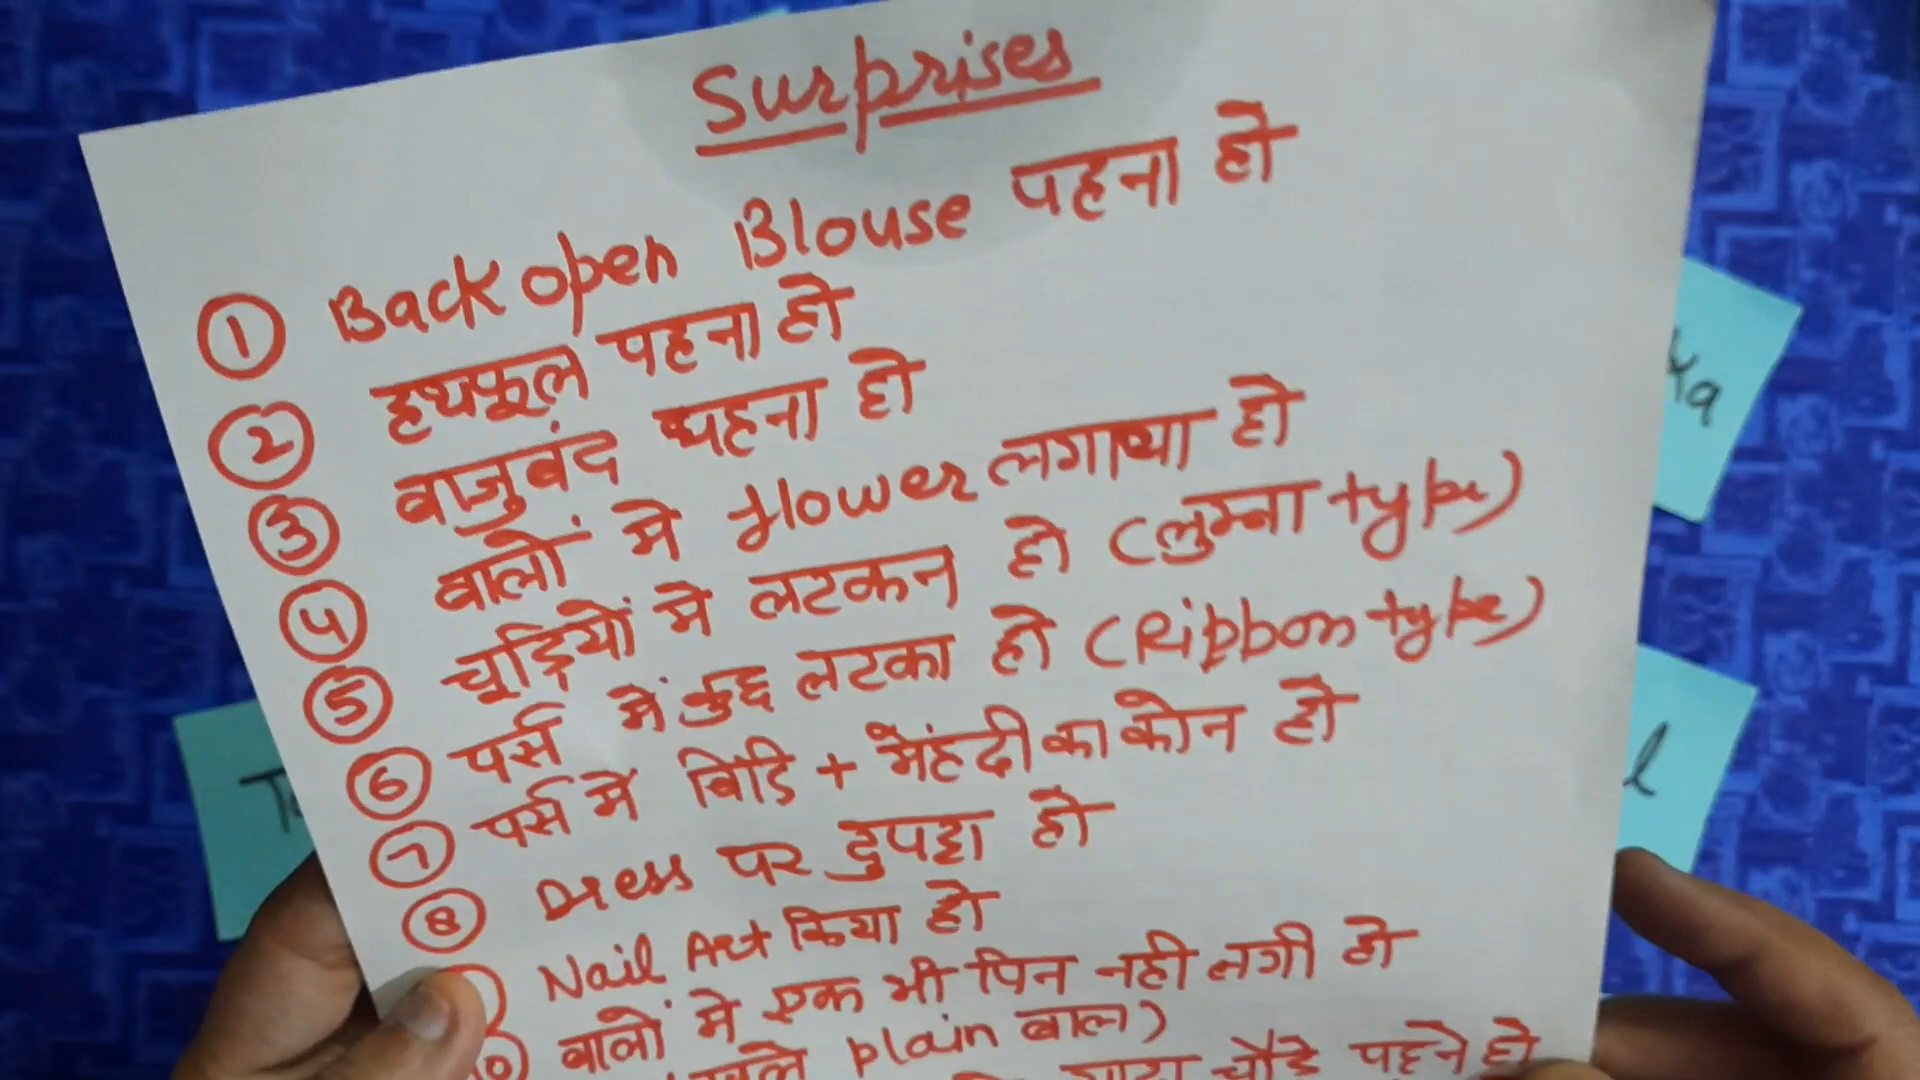 Surprises
① Back open Blouse पहना हो
② हथफूल पहना हो
③ बाजुबंद पहना हो
④ बालों में flower लगाया हो
⑤ चूड़ियों में लटकन हो (लुम्बा type)
⑥ पर्स में कुछ लटका हो (Ribbon type)
⑦ पर्स में बिंदि + मेंहदी का कोन हो
⑧ Dress पर दुपट्टा हो
Nail Art किया हो
बालों में एक भी पिन नही लगी हो
plain बाल)
चौड़े पहने हो